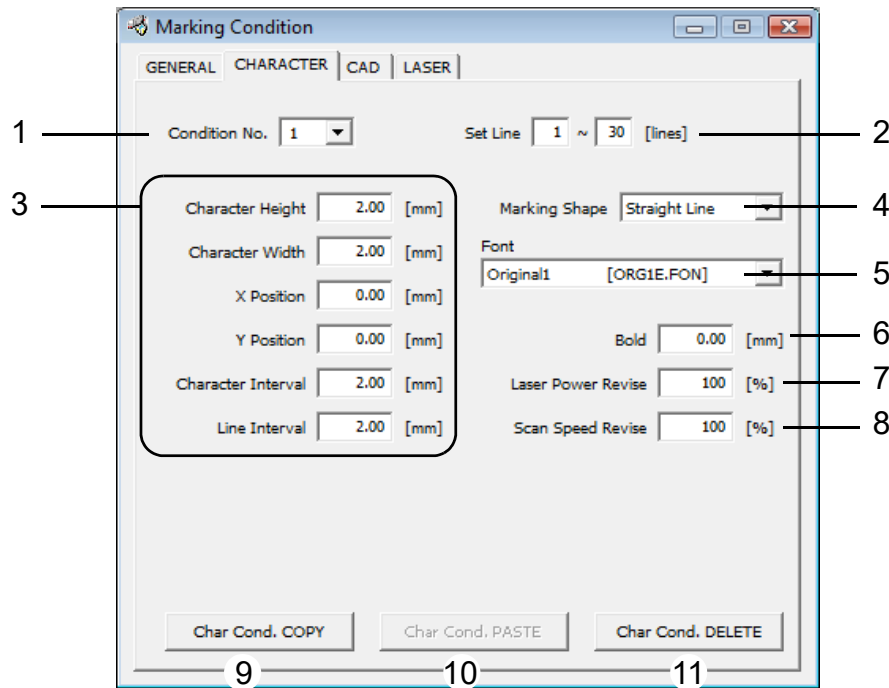 Marking Condition
GENERAL CHARACTER CAD LASER
1 Condition No. 1 Set Line 1 ~ 30 [lines] 2
3 Character Height 2.00 [mm] Marking Shape Straight Line 4
Character Width 2.00 [mm] Font
Original1 [ORG1E.FON] 5
X Position 0.00 [mm]
Y Position 0.00 [mm] Bold 0.00 [mm] 6
Character Interval 2.00 [mm] Laser Power Revise 100 [%] 7
Line Interval 2.00 [mm] Scan Speed Revise 100 [%] 8
Char Cond. COPY Char Cond. PASTE Char Cond. DELETE
9 10 11